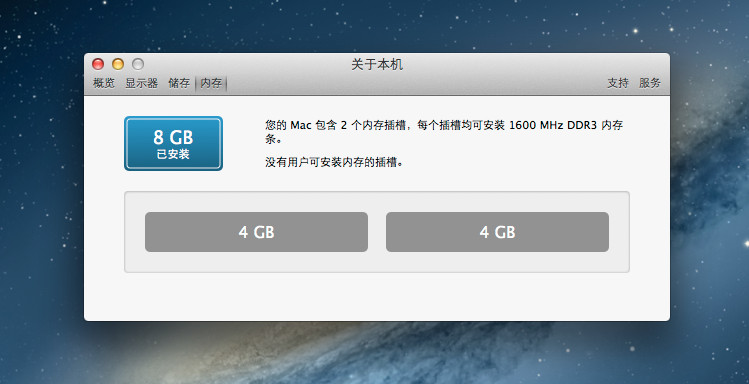 关于本机
概览 显示器 储存 内存 支持 服务
8 GB
已安装
您的 Mac 包含 2 个内存插槽，每个插槽均可安装 1600 MHz DDR3 内存
条。
没有用户可安装内存的插槽。
4 GB 4 GB